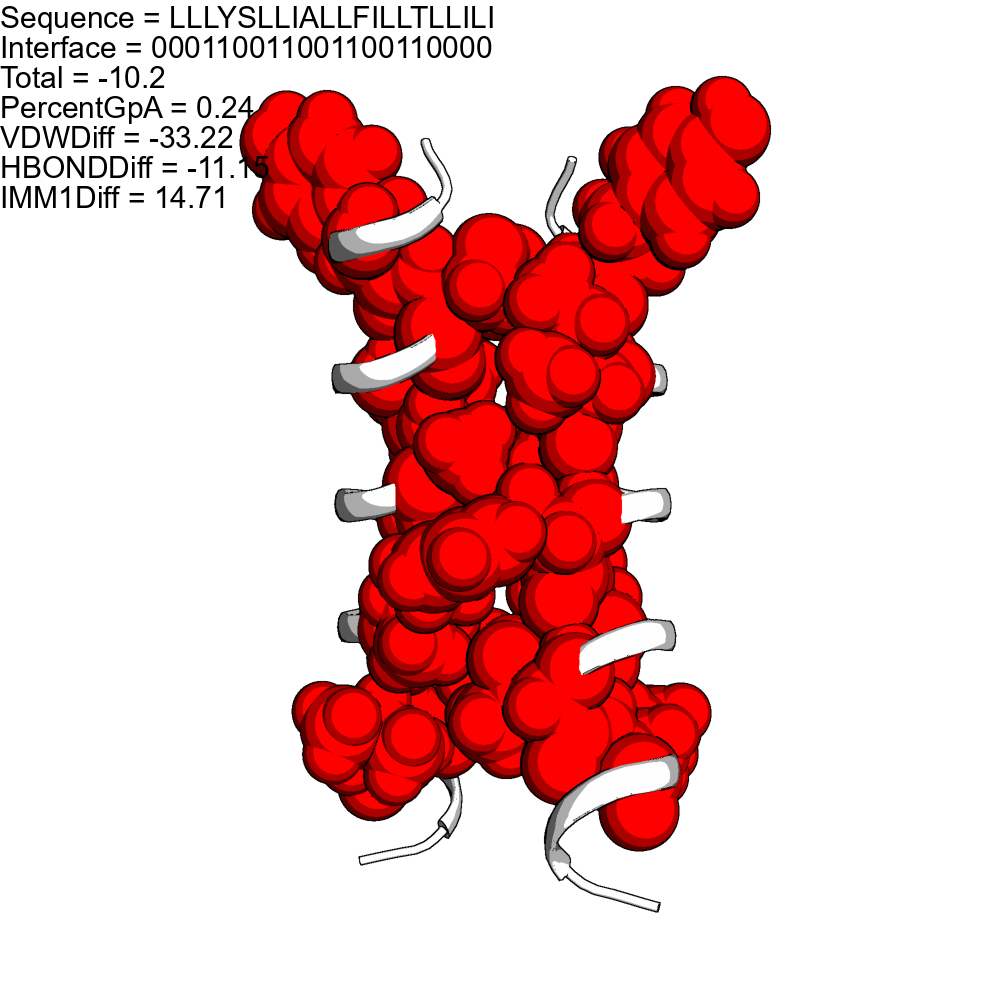 Sequence = LLLYSLLIALLFILLTLLILI
Interface = 000110011001100110000
Total = -10.2
PercentGpA = 0.24
VDWDiff = -33.22
HBONDDiff = -11.15
IMM1Diff = 14.71